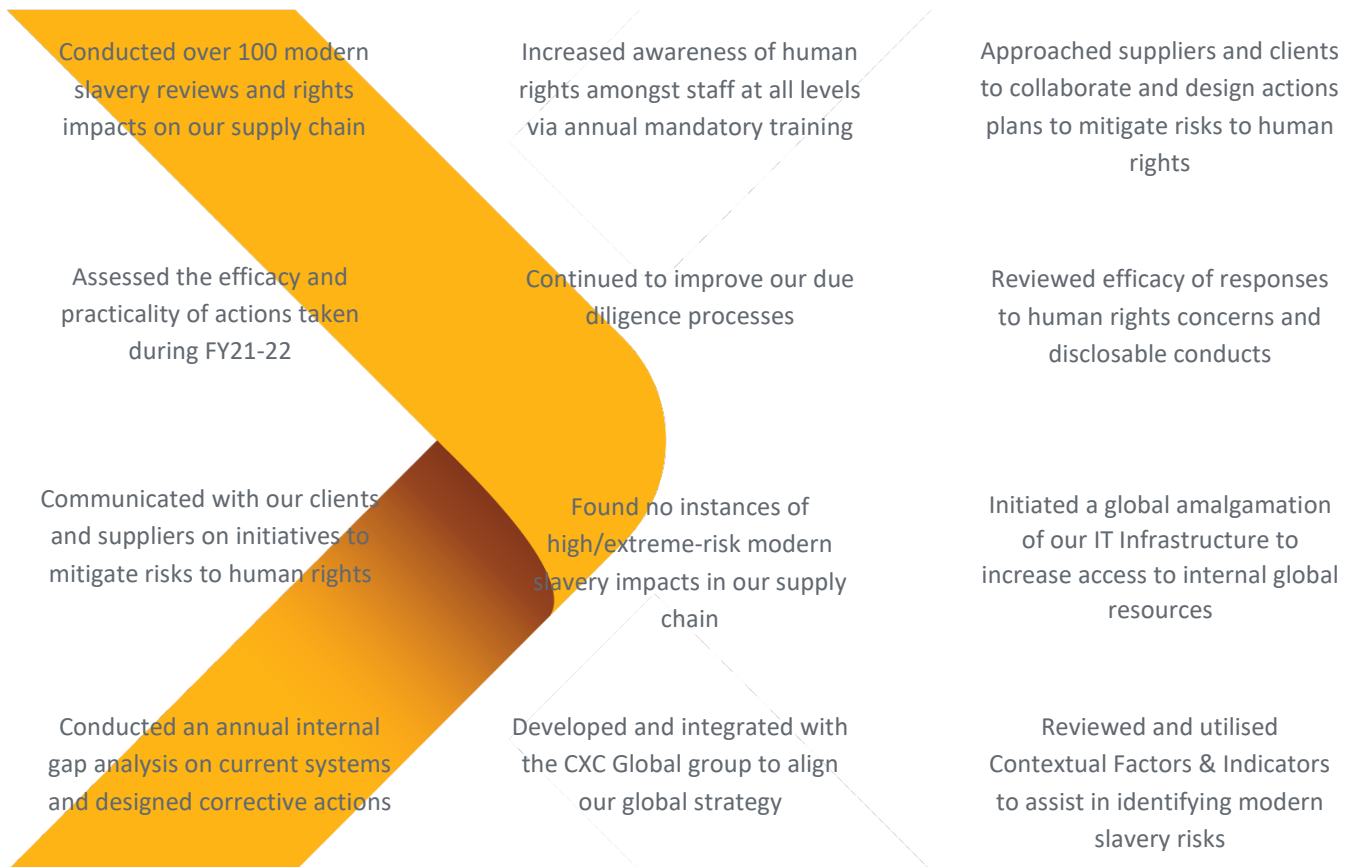 Conducted over 100 modern
slavery reviews and rights
impacts on our supply chain
Increased awareness of human
rights amongst staff at all levels
via annual mandatory training
Approached suppliers and clients
to collaborate and design actions
plans to mitigate risks to human
rights
Assessed the efficacy and
practicality of actions taken
during FY21-22
Continued to improve our due
diligence processes
Reviewed efficacy of responses
to human rights concerns and
disclosable conducts
Communicated with our clients
and suppliers on initiatives to
mitigate risks to human rights
Found no instances of
high/extreme-risk modern
slavery impacts in our supply
chain
Initiated a global amalgamation
of our IT Infrastructure to
increase access to internal global
resources
Conducted an annual internal
gap analysis on current systems
and designed corrective actions
Developed and integrated with
the CXC Global group to align
our global strategy
Reviewed and utilised
Contextual Factors & Indicators
to assist in identifying modern
slavery risks